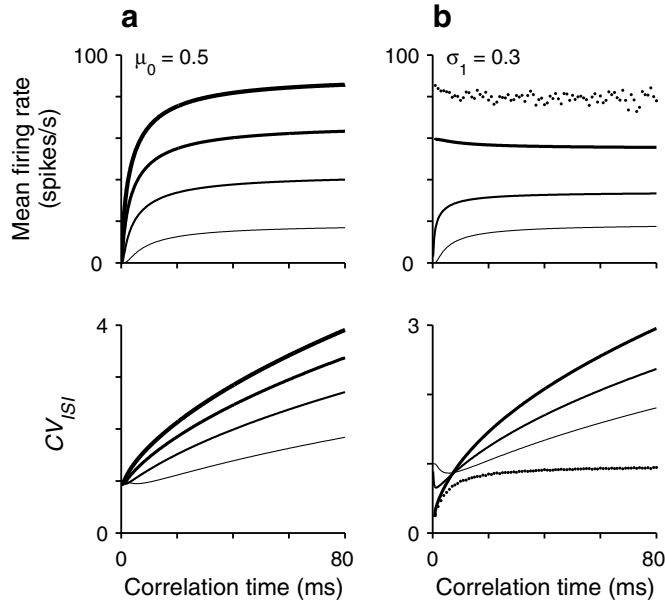 a
b
μ0 = 0.5
σ1 = 0.3
100
100
Mean firing rate
(spikes/s)
0
0
4
3
CVISI
0
0
0
80
0
80
Correlation time (ms)
Correlation time (ms)